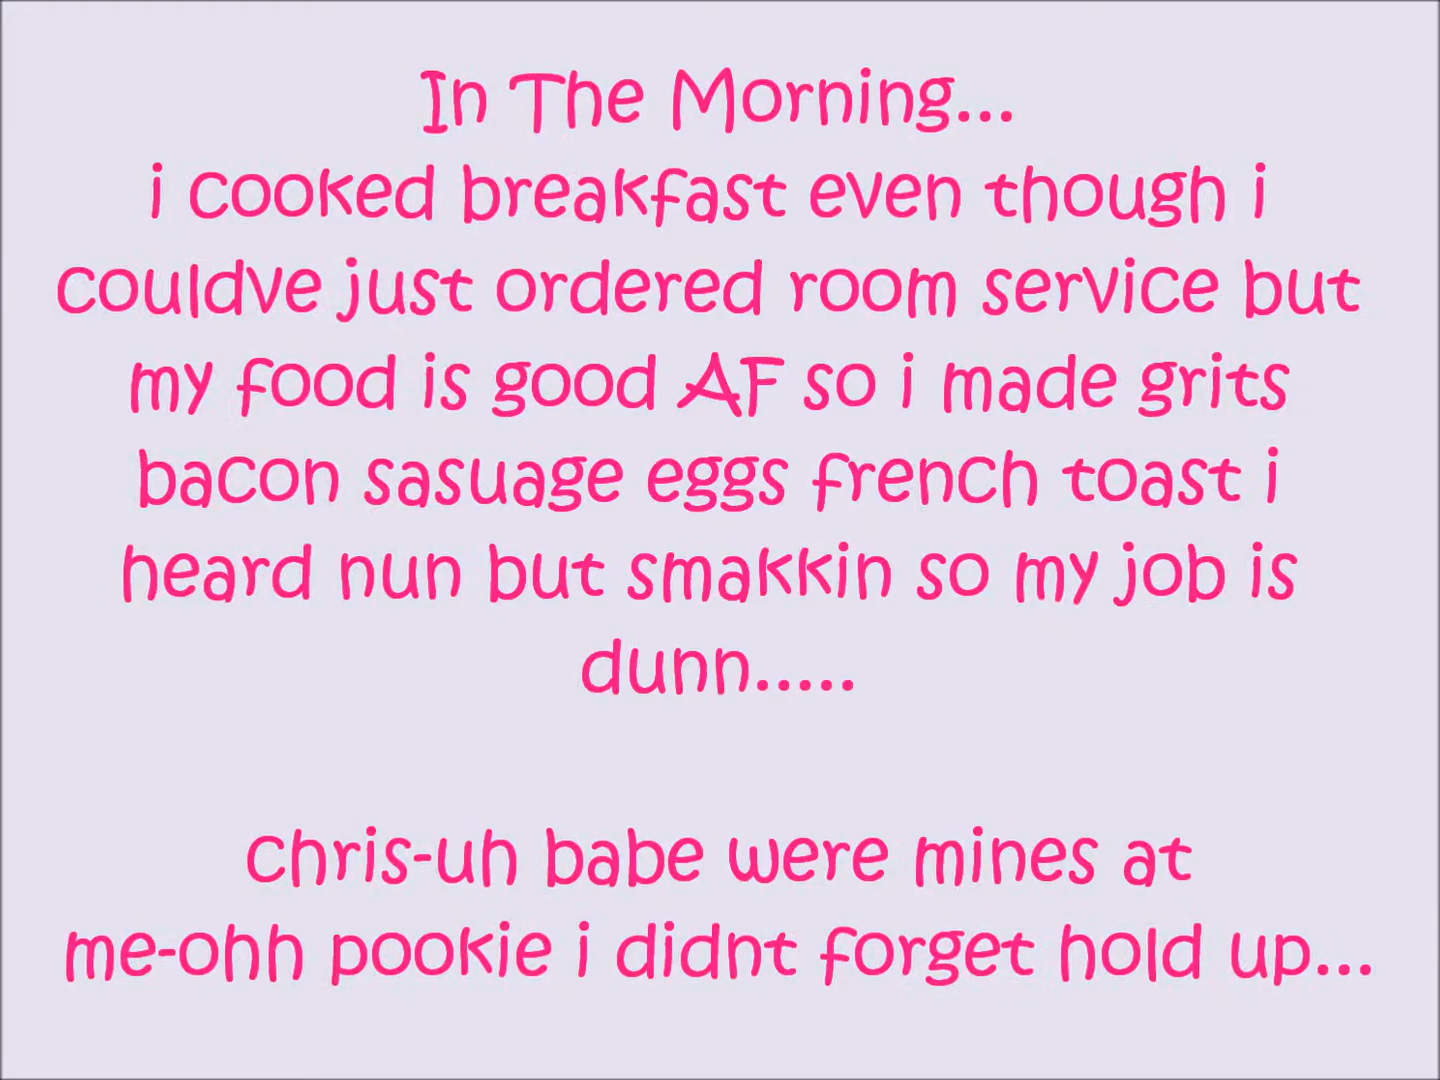 In The Morning...
i cooked breakfast even though i
couldve just ordered room service but
my food is good AF so i made grits
bacon sasuage eggs french toast i
heard nun but smakkin so my job is
dunn.....
chris-uh babe were mines at
me-ohh pookie i didnt forget hold up...